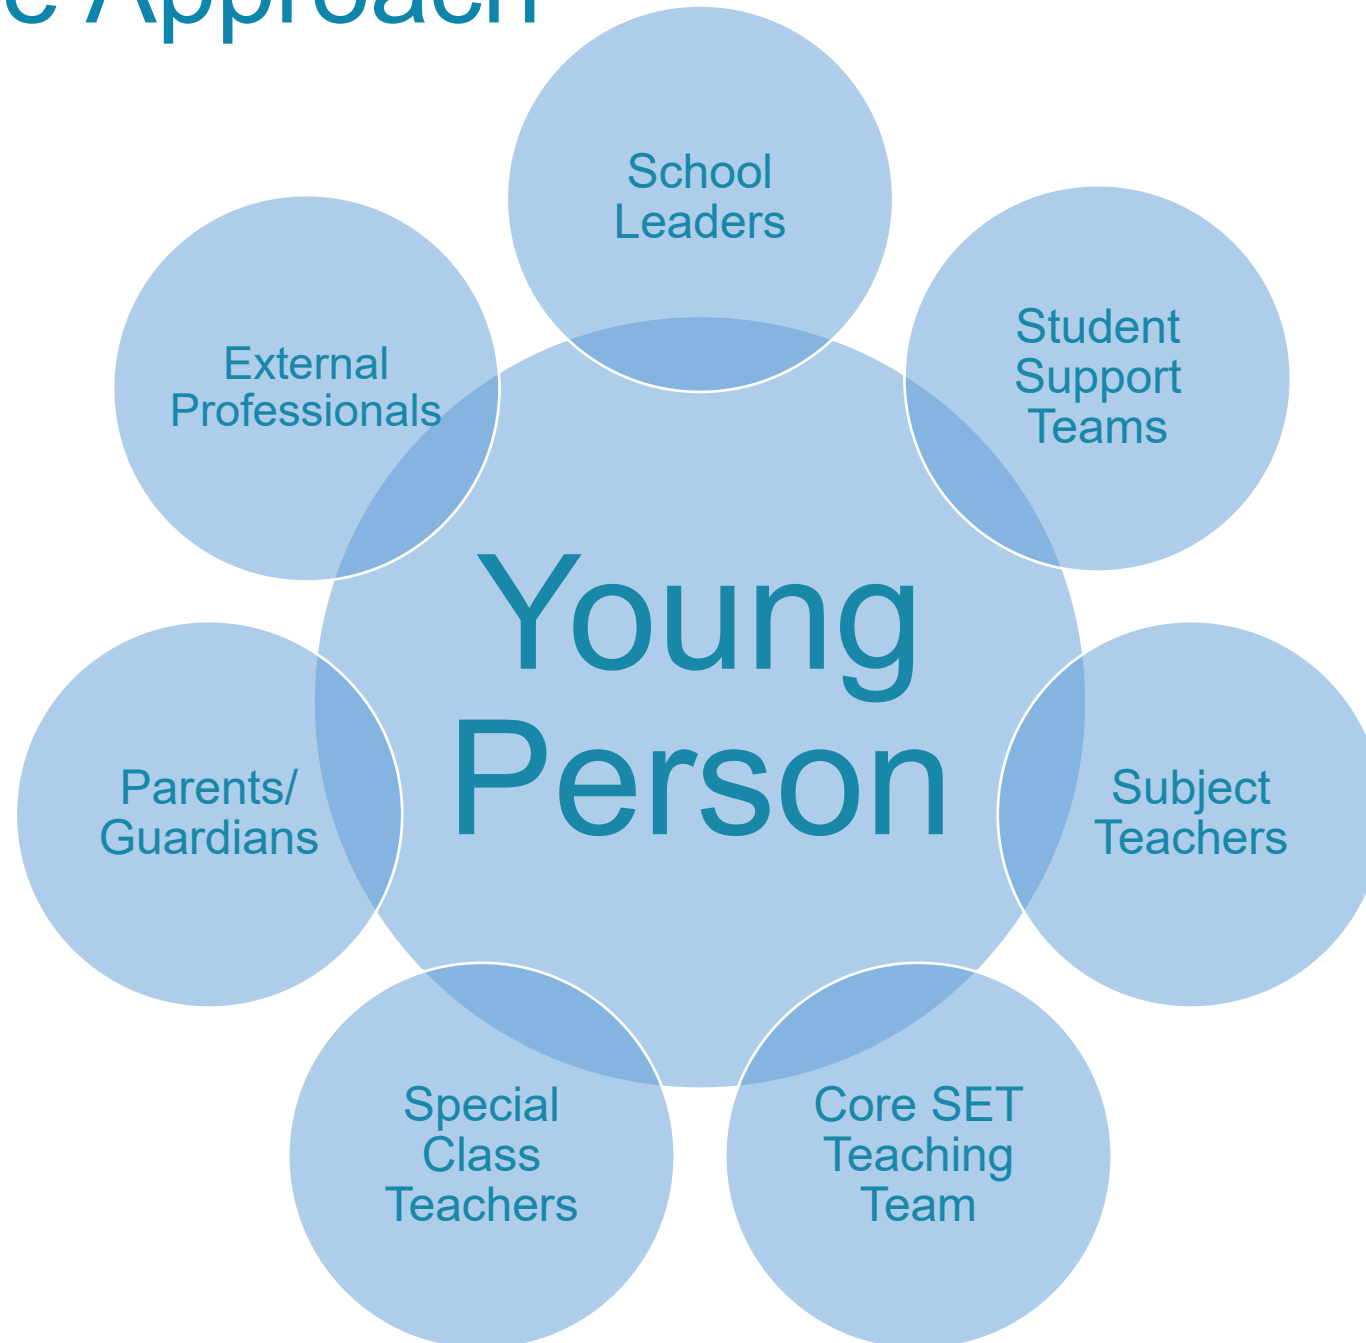 Approach
School
Leaders
Student
Support
Teams
Subject
Teachers
Core SET
Teaching
Team
Special
Class
Teachers
Parents/
Guardians
External
Professionals
Young
Person